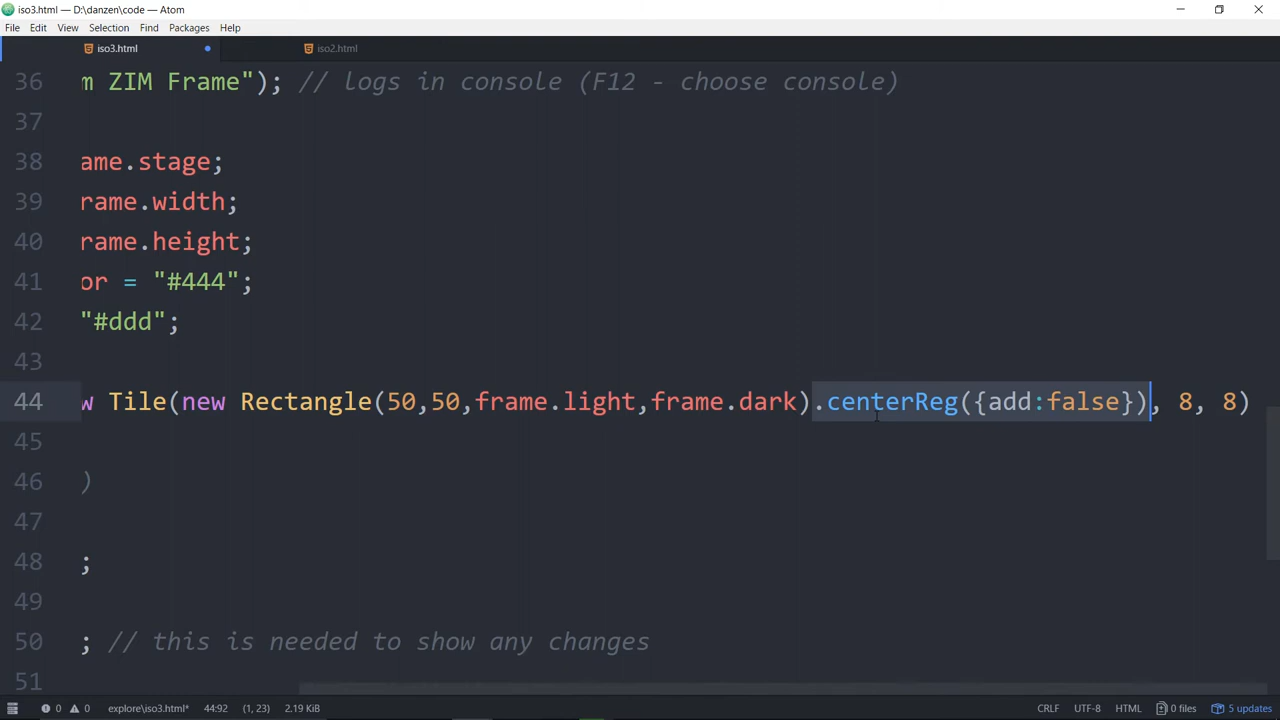 iso3.html — D:\danzen\code — Atom
File Edit View Selection Find Packages Help
iso3.html iso2.html
36 m ZIM Frame"); // logs in console (F12 - choose console)
37
38 ame.stage;
39 rame.width;
40 rame.height;
41 or = "#444";
42 "#ddd";
43
44 w Tile(new Rectangle(50,50,frame.light,frame.dark).centerReg({add:false}), 8, 8)
45
46 )
47
48 ;
49
50 ; // this is needed to show any changes
51
0 0 explore\iso3.html* 44:92 (1, 23) 2.19 KiB CRLF UTF-8 HTML 0 files 5 updates